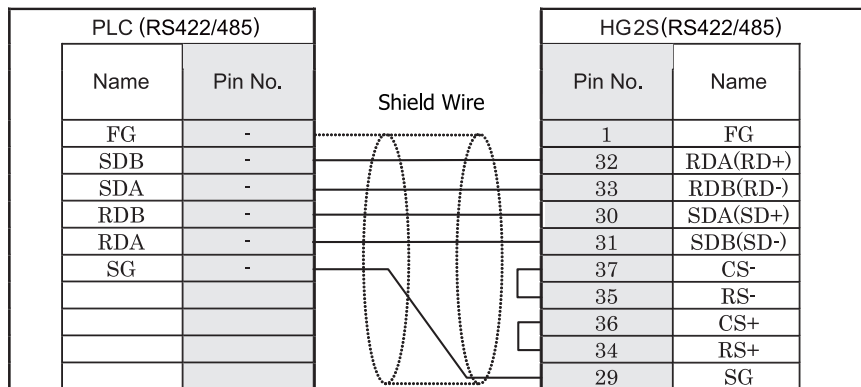 PLC (RS422/485) HG2S(RS422/485)
Name Pin No. Shield Wire Pin No. Name
FG - 1 FG
SDB - 32 RDA(RD+)
SDA - 33 RDB(RD-)
RDB - 30 SDA(SD+)
RDA - 31 SDB(SD-)
SG - 37 CS-
35 RS-
36 CS+
34 RS+
29 SG